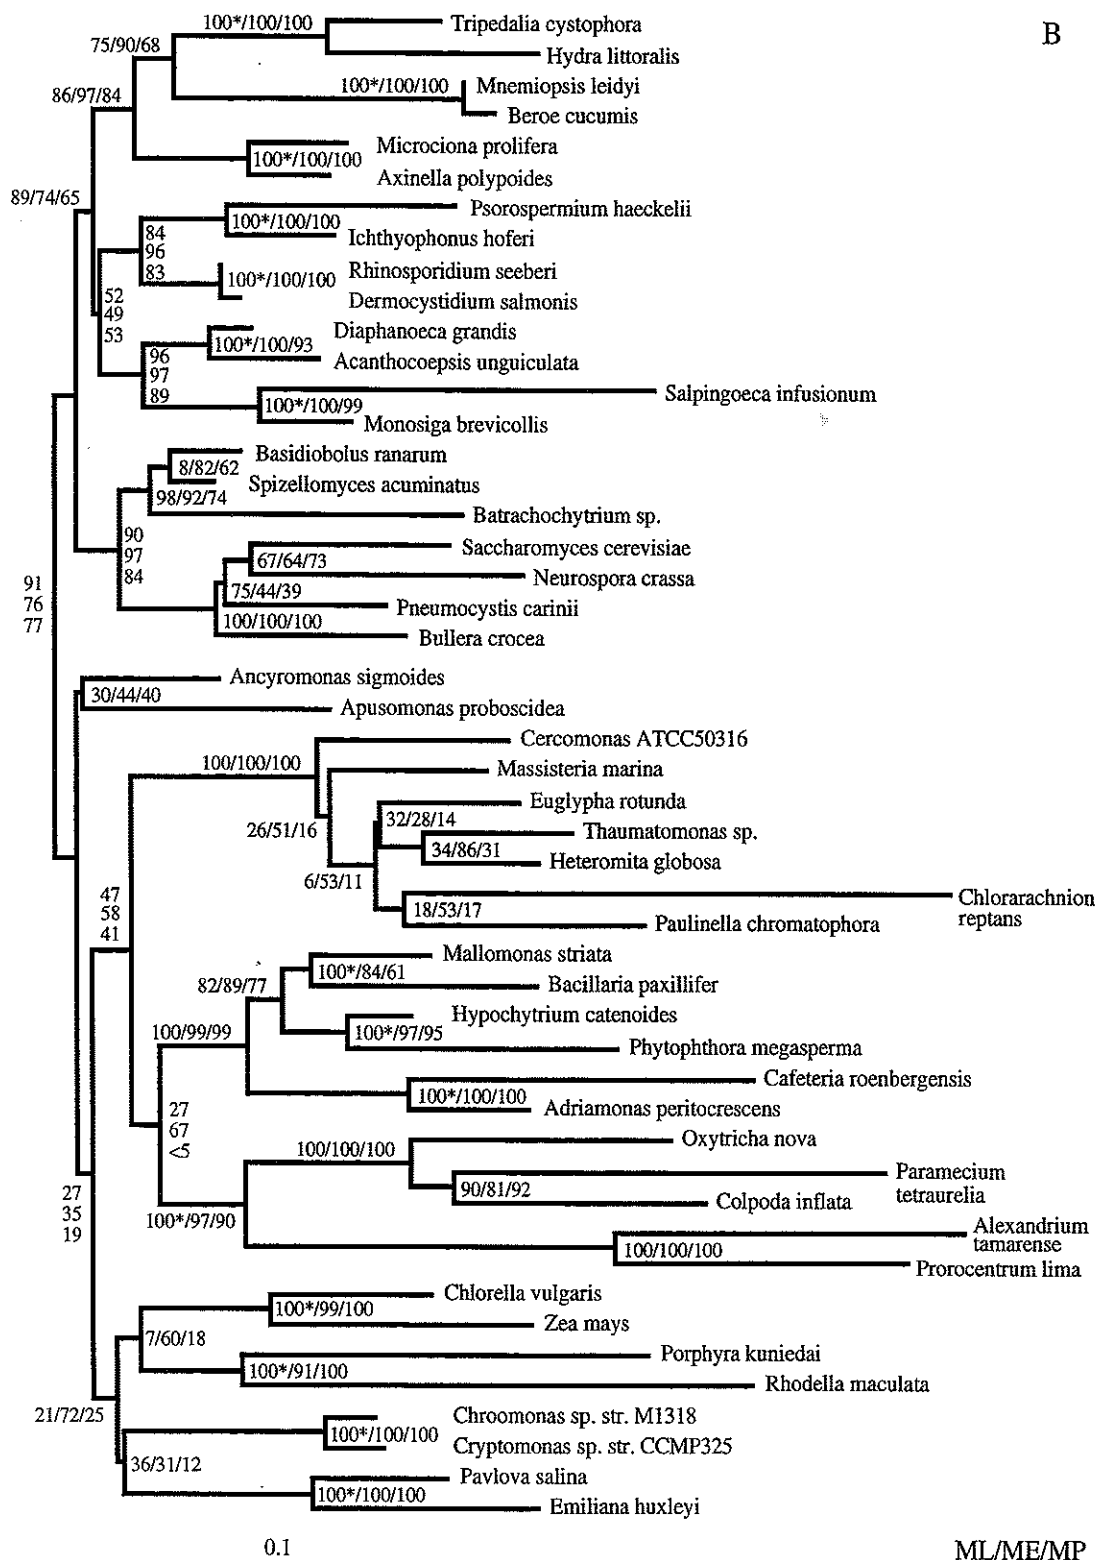 B
100*/100/100
Tripedalia cystophora
75/90/68
Hydra littoralis
86/97/84
100*/100/100
Mnemiopsis leidyi
Beroe cucumis
Microciona prolifera
100*/100/100
Axinella polypoides
89/74/65
Psorospermium haeckelii
84
96
83
100*/100/100
Ichthyophonus hoferi
Rhinosporidium seeberi
100*/100/100
Dermocystidium salmonis
52
49
53
Diaphanoeca grandis
100*/100/93
Acanthocoepsis unguiculata
96
97
89
Salpingoeca infusionum
100*/100/99
Monosiga brevicollis
Basidiobolus ranarum
8/82/62
Spizellomyces acuminatus
98/92/74
Batrachochytrium sp.
90
97
84
Saccharomyces cerevisiae
67/64/73
Neurospora crassa
75/44/39
Pneumocystis carinii
100/100/100
Bullera crocea
91
76
77
Ancyromonas sigmoides
30/44/40
Apusomonas proboscidea
Cercomonas ATCC50316
100/100/100
Massisteria marina
Euglypha rotunda
32/28/14
26/51/16
Thaumatomonas sp.
34/86/31
Heteromita globosa
6/53/11
Chlorarachnion
reptans
18/53/17
Paulinella chromatophora
47
58
41
Mallomonas striata
100*/84/61
Bacillaria paxillifer
82/89/77
Hypochytrium catenoides
100*/97/95
Phytophthora megasperma
100/99/99
Cafeteria roenbergensis
100*/100/100
Adriamonas peritocrescens
27
67
<5
Oxytricha nova
100/100/100
Paramecium
tetraurelia
90/81/92
Colpoda inflata
27
35
19
100*/97/90
Alexandrium
tamarense
100/100/100
Prorocentrum lima
Chlorella vulgaris
100*/99/100
Zea mays
7/60/18
Porphyra kuniedai
100*/91/100
Rhodella maculata
21/72/25
Chroomonas sp. str. M1318
100*/100/100
Cryptomonas sp. str. CCMP325
36/31/12
Pavlova salina
100*/100/100
Emiliana huxleyi
0.1
ML/ME/MP